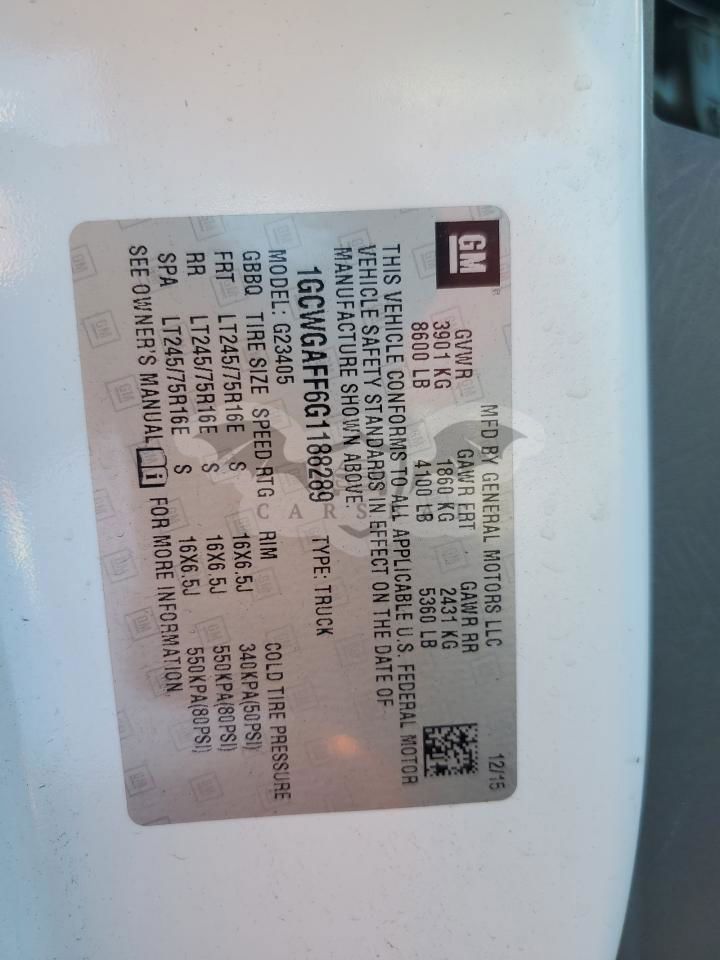 GM
MFD BY GENERAL MOTORS LLC 12/15
GVWR GAWR FRT GAWR RR
3901 KG 1860 KG 2431 KG
8600 LB 4100 LB 5360 LB
THIS VEHICLE CONFORMS TO ALL APPLICABLE U.S. FEDERAL MOTOR
VEHICLE SAFETY STANDARDS IN EFFECT ON THE DATE OF
MANUFACTURE SHOWN ABOVE.
1GCWGAFF6G1188289 TYPE: TRUCK
MODEL: G23405
GBBQ TIRE SIZE SPEED RTG RIM COLD TIRE PRESSURE
FRT LT245/75R16E S 16X6.5J 340KPA(50PSI)
RR LT245/75R16E S 16X6.5J 550KPA(80PSI)
SPA LT245/75R16E S 16X6.5J 550KPA(80PSI)
SEE OWNER'S MANUAL i FOR MORE INFORMATION.